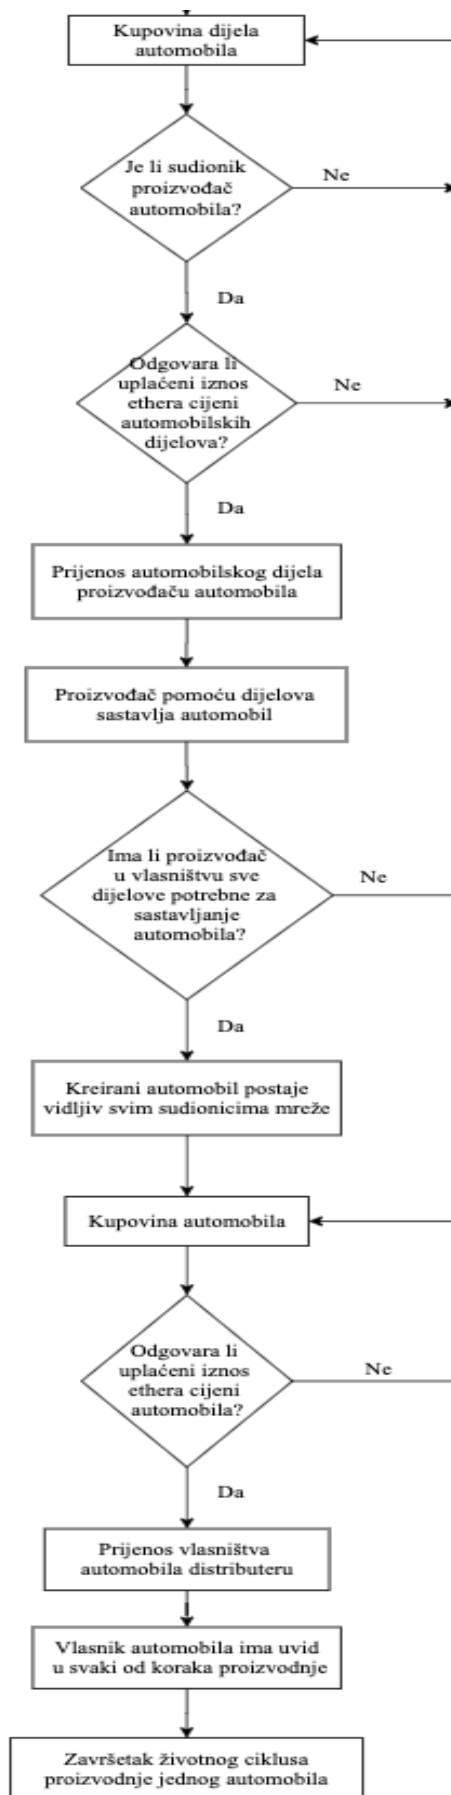 Kupovina dijela
automobila
Je li sudionik
proizvođač
automobila?
Ne
Da
Odgovara li
uplaćeni iznos
ethera cijeni
automobilskih
dijelova?
Ne
Da
Prijenos automobilskog dijela
proizvođaču automobila
Proizvođač pomoću dijelova
sastavlja automobil
Ima li proizvođač
u vlasništvu sve
dijelove potrebne za
sastavljanje
automobila?
Ne
Da
Kreirani automobil postaje
vidljiv svim sudionicima mreže
Kupovina automobila
Odgovara li
uplaćeni iznos
ethera cijeni
automobila?
Ne
Da
Prijenos vlasništva
automobila distributeru
Vlasnik automobila ima uvid
u svaki od koraka proizvodnje
Završetak životnog ciklusa
proizvodnje jednog automobila